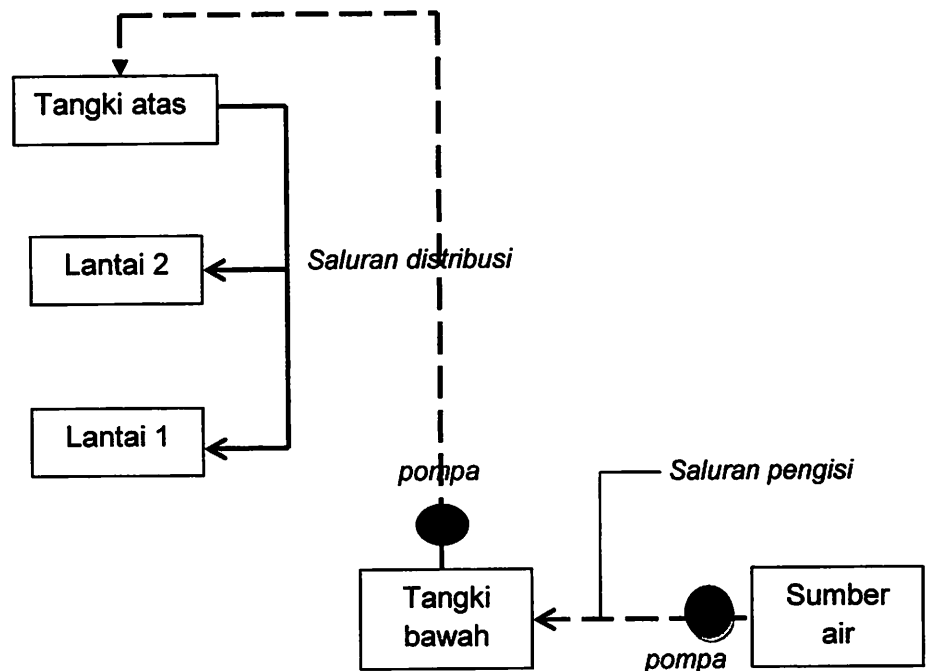 Tangki atas
Lantai 2
Saluran distribusi
Lantai 1
pompa
Saluran pengisi
Tangki
bawah
Sumber
air
pompa